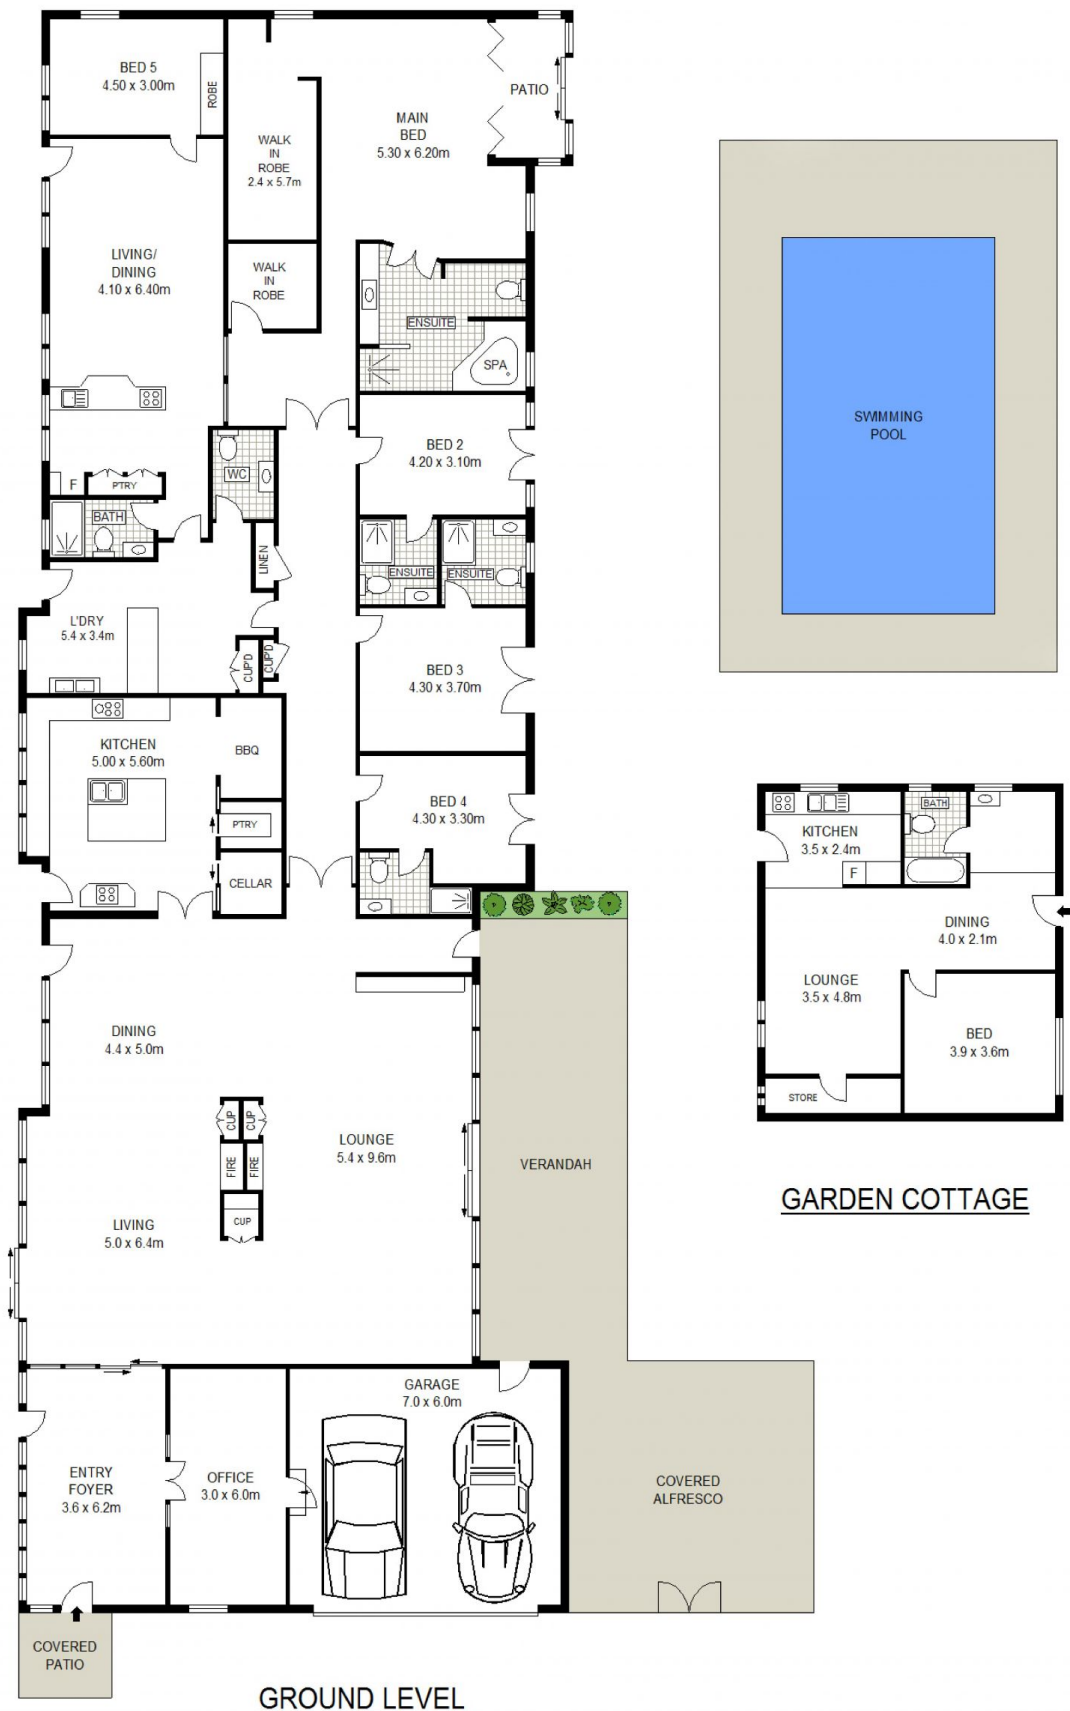 BED 5
4.50 x 3.00m
ROBE
WALK
IN
ROBE
2.4 x 5.7m
MAIN
BED
5.30 x 6.20m
PATIO
LIVING/
DINING
4.10 x 6.40m
WALK
IN
ROBE
ENSUITE
SPA
F
PTRY
WC
BED 2
4.20 x 3.10m
BATH
LINEN
ENSUITE
ENSUITE
L'DRY
5.4 x 3.4m
CUP'D
CUP'D
BED 3
4.30 x 3.70m
KITCHEN
5.00 x 5.60m
BBQ
PTRY
CELLAR
BED 4
4.30 x 3.30m
DINING
4.4 x 5.0m
CUP
CUP
FIRE
FIRE
CUP
LOUNGE
5.4 x 9.6m
LIVING
5.0 x 6.4m
VERANDAH
ENTRY
FOYER
3.6 x 6.2m
OFFICE
3.0 x 6.0m
GARAGE
7.0 x 6.0m
COVERED
ALFRESCO
COVERED
PATIO
GROUND LEVEL
SWIMMING
POOL
KITCHEN
3.5 x 2.4m
F
BATH
DINING
4.0 x 2.1m
LOUNGE
3.5 x 4.8m
BED
3.9 x 3.6m
STORE
GARDEN COTTAGE